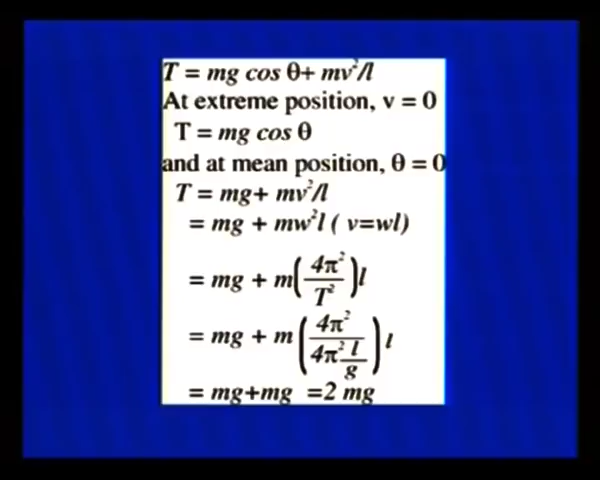 T = mg cos θ+ mv²/l
At extreme position, v = 0
T = mg cos θ
and at mean position, θ = 0
T = mg+ mv²/l
= mg + mw²l ( v=wl)
= mg + m(4π²/T²)l
= mg + m(4π²/4π² l/g) l
= mg+mg =2 mg